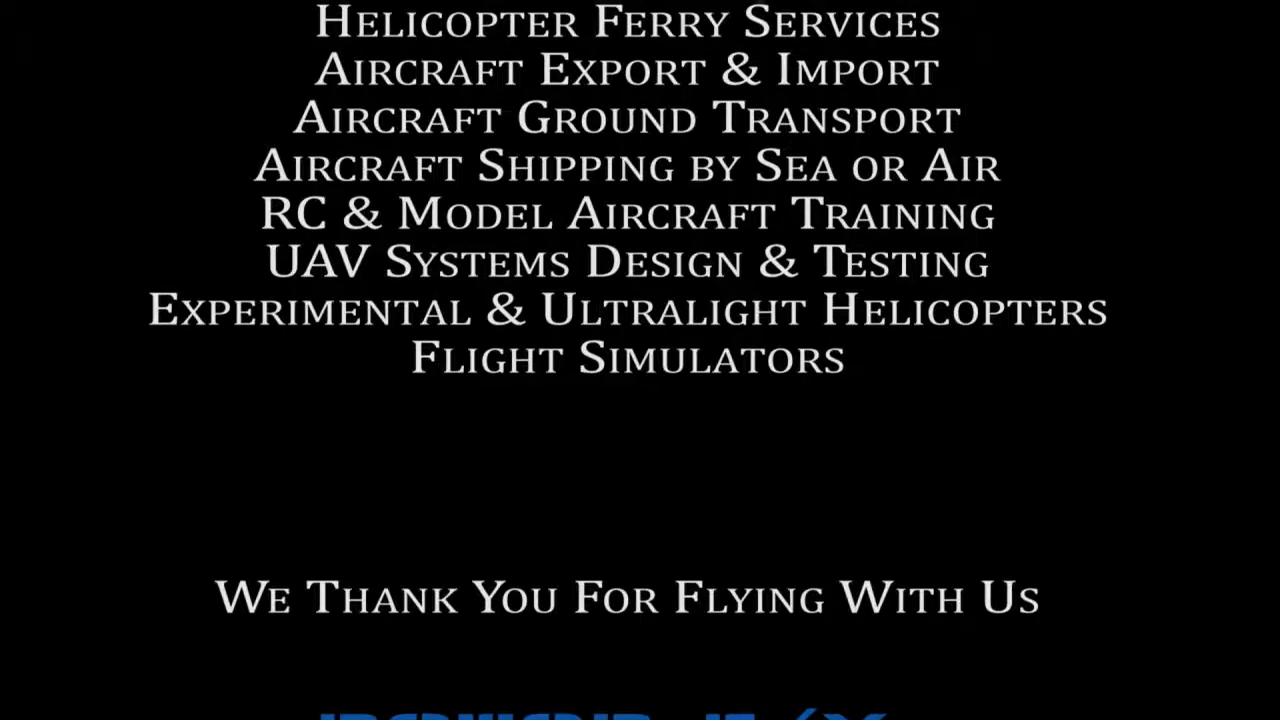 Helicopter Ferry Services
Aircraft Export & Import
Aircraft Ground Transport
Aircraft Shipping by Sea or Air
RC & Model Aircraft Training
UAV Systems Design & Testing
Experimental & Ultralight Helicopters
Flight Simulators
We Thank You For Flying With Us